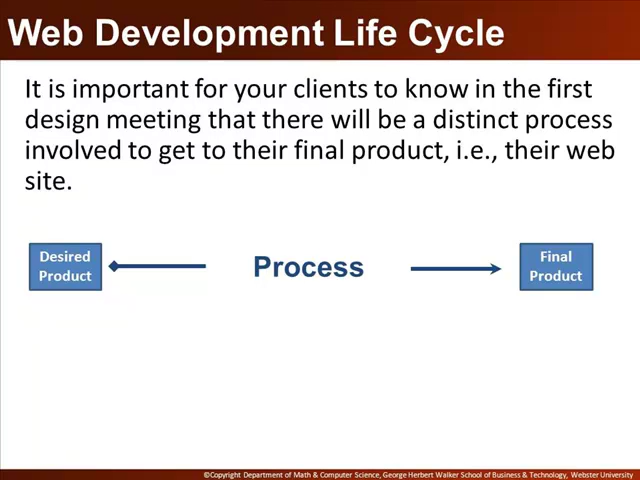 Web Development Life Cycle
It is important for your clients to know in the first
design meeting that there will be a distinct process
involved to get to their final product, i.e., their web
site.
Desired
Product
Process
Final
Product
©Copyright Department of Math & Computer Science, George Herbert Walker School of Business & Technology, Webster University